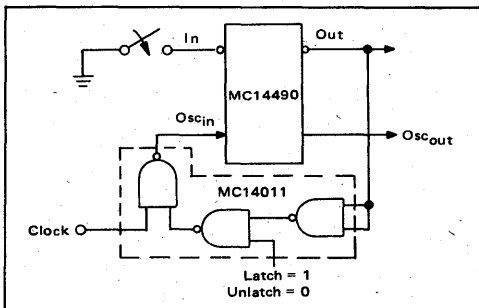 In
Out
MC14490
Osc_in
Osc_out
MC14011
Clock
Latch = 1
Unlatch = 0